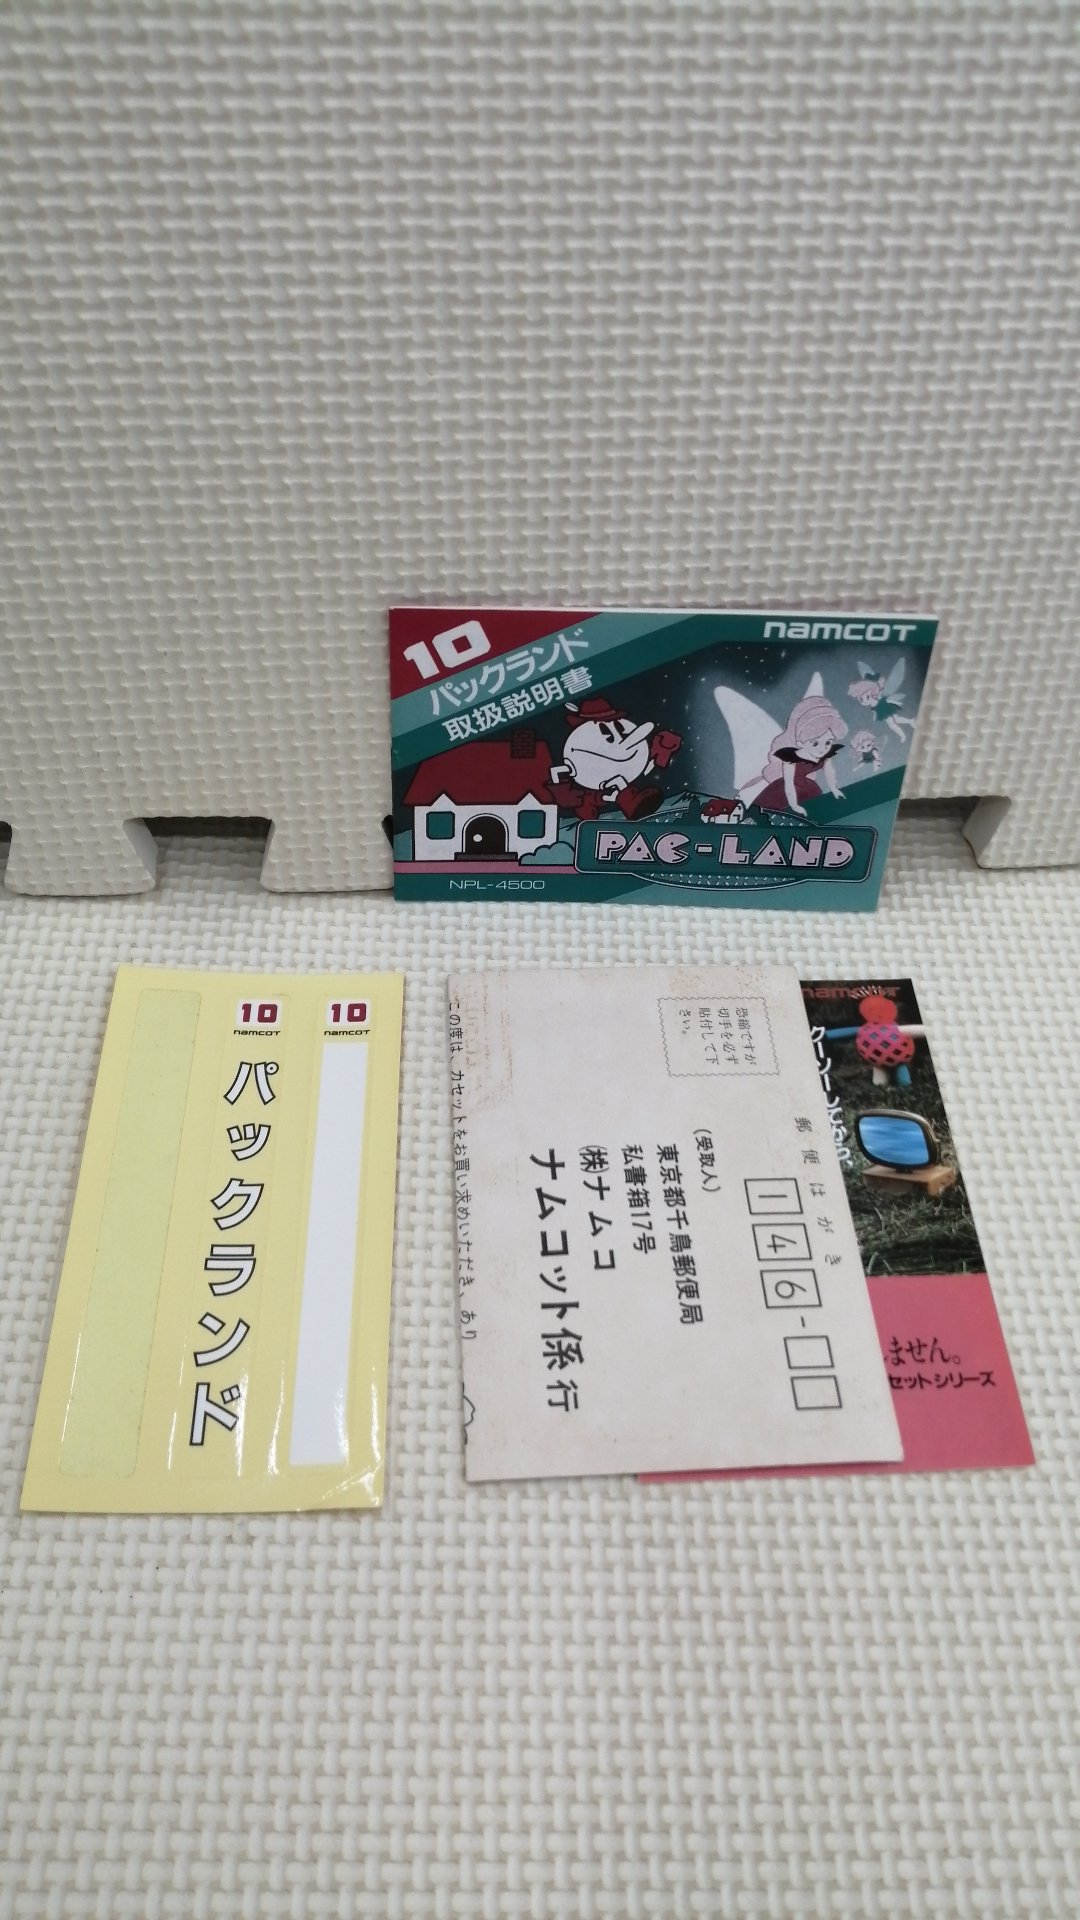 10
パックランド
取扱説明書
namcoT
PAC-LAND
NPL-4500
10
namcoT
パックランド
10
namcoT
恐縮ですが
切手を必ず
貼付して下
さい。
郵便はがき
146-
(受取人)
東京都千鳥郵便局
私書箱17号
㈱ナムコ
ナムコット係行
この度は、カセットをお買い求めいただき、あり
namcoT
ません。
セットシリーズ